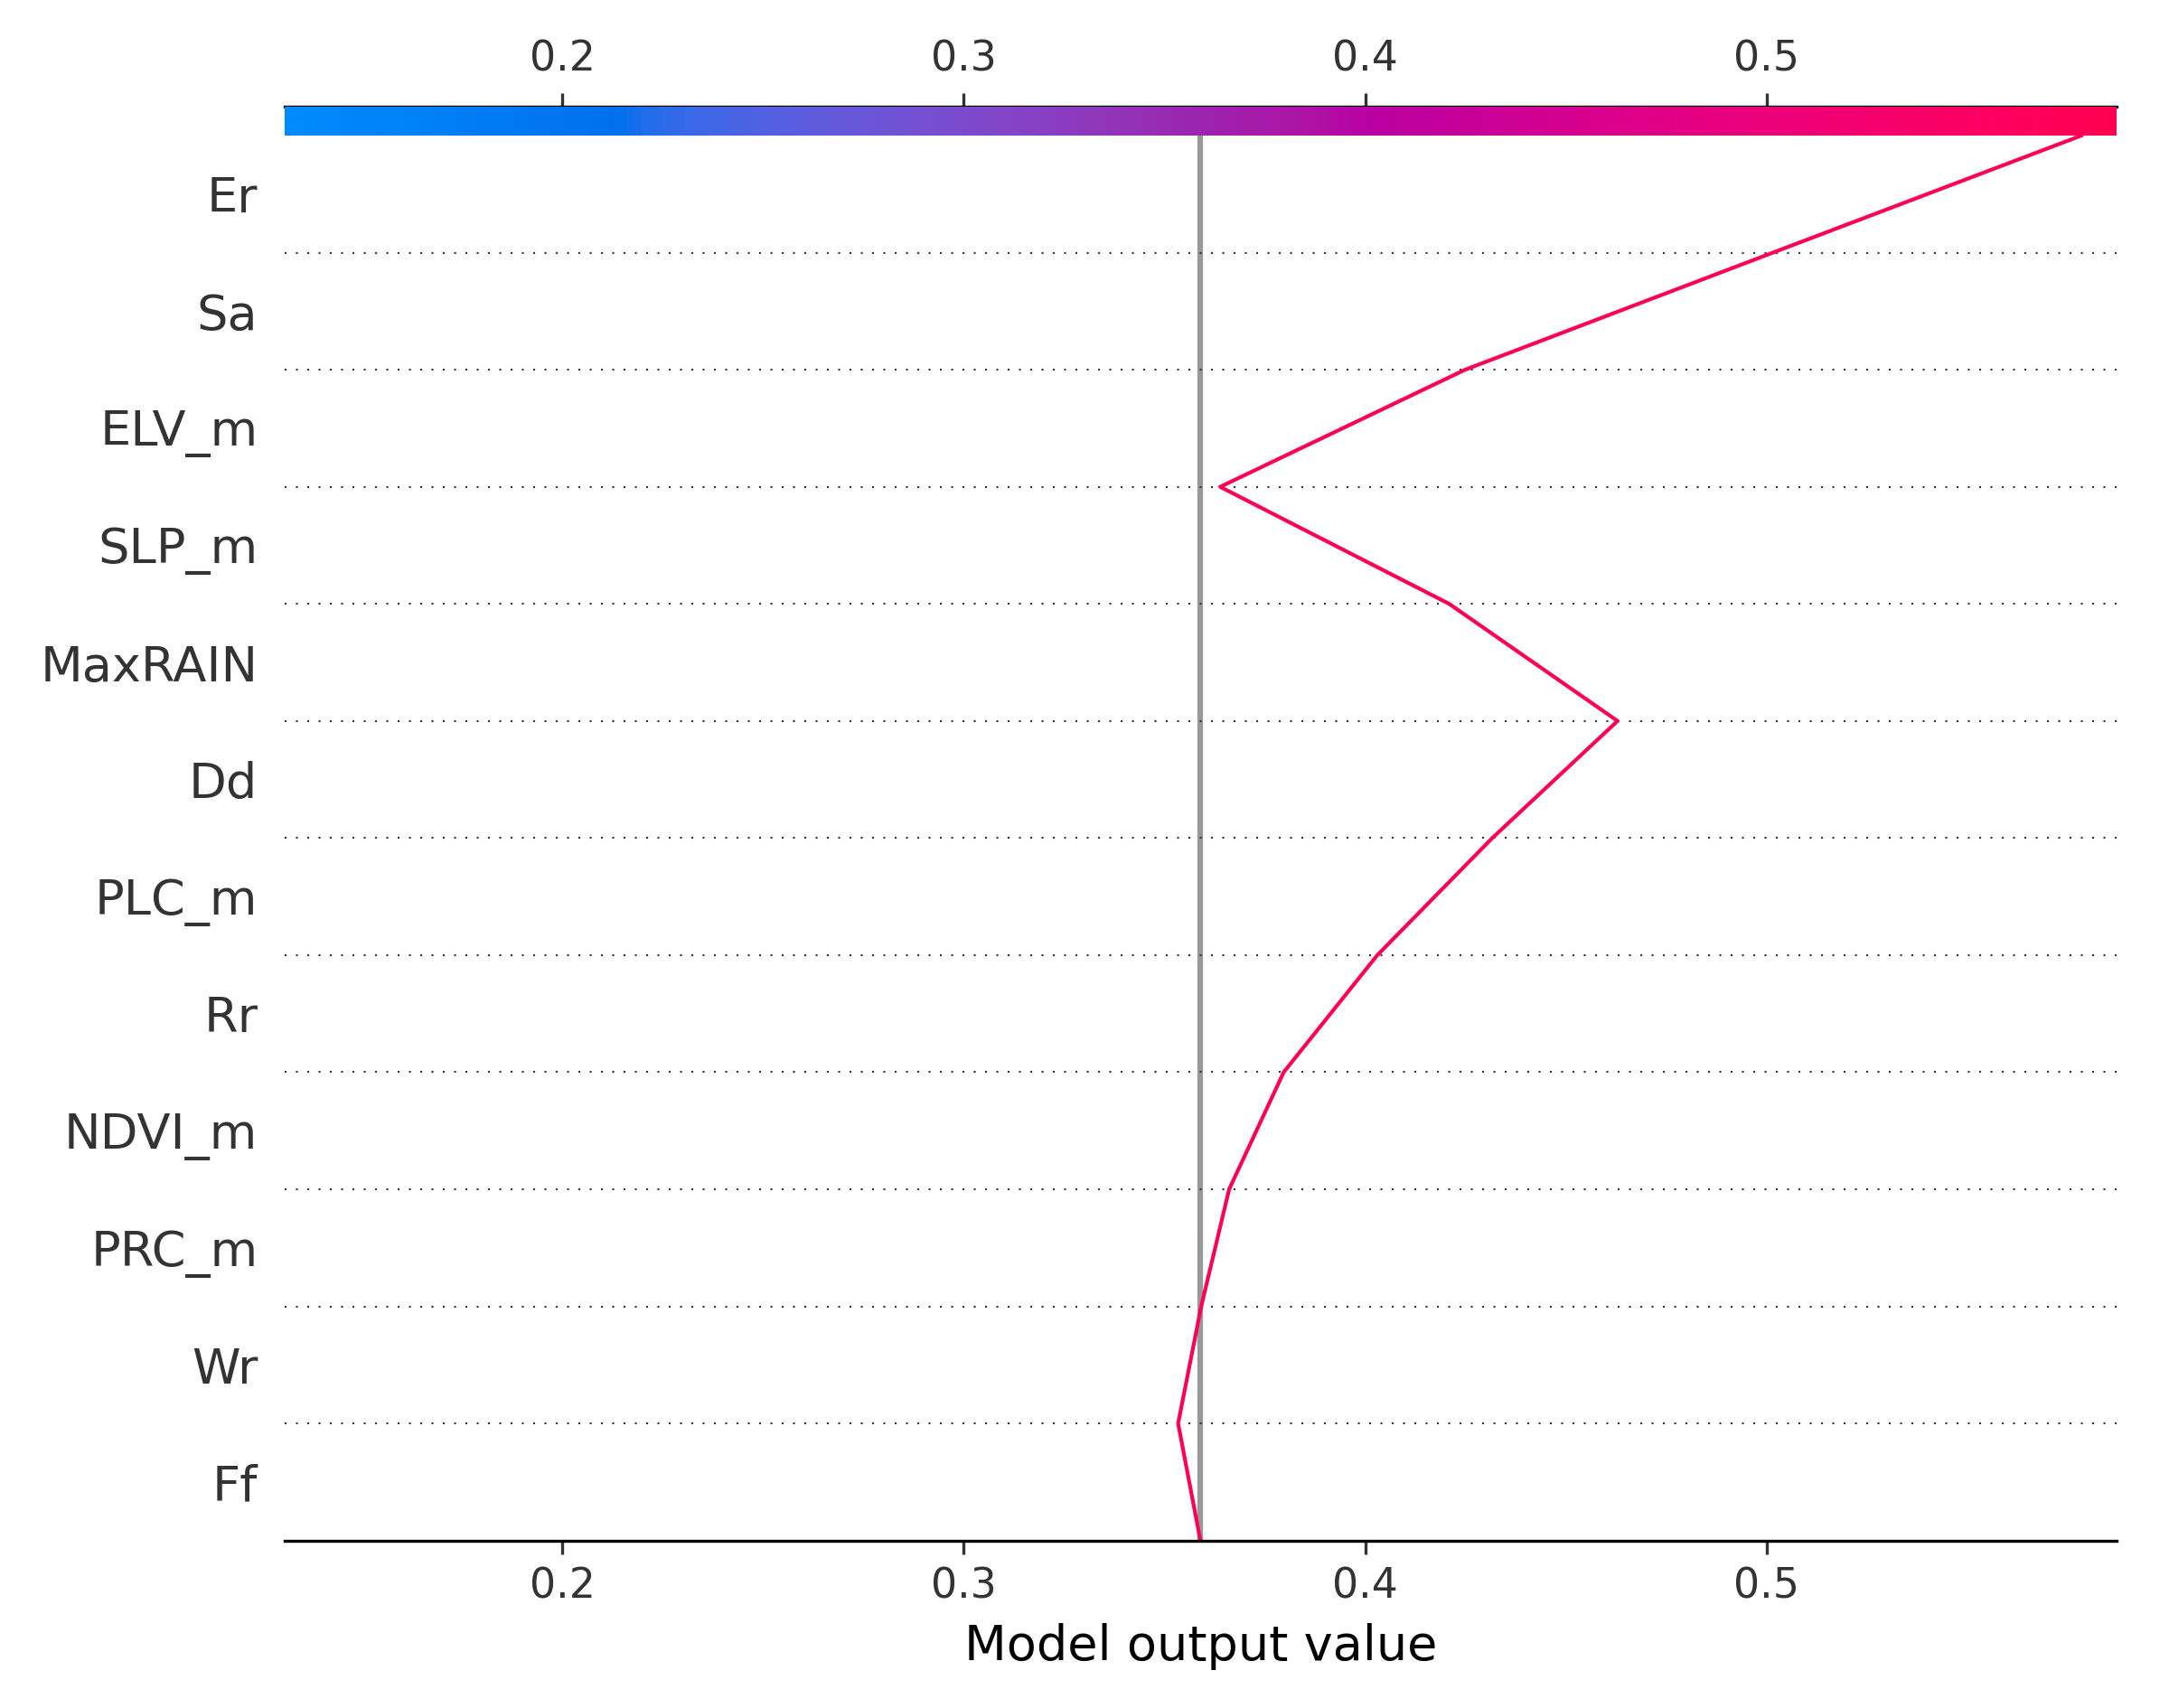 0.2 0.3 0.4 0.5
Er
Sa
ELV_m
SLP_m
MaxRAIN
Dd
PLC_m
Rr
NDVI_m
PRC_m
Wr
Ff
0.2 0.3 0.4 0.5
Model output value